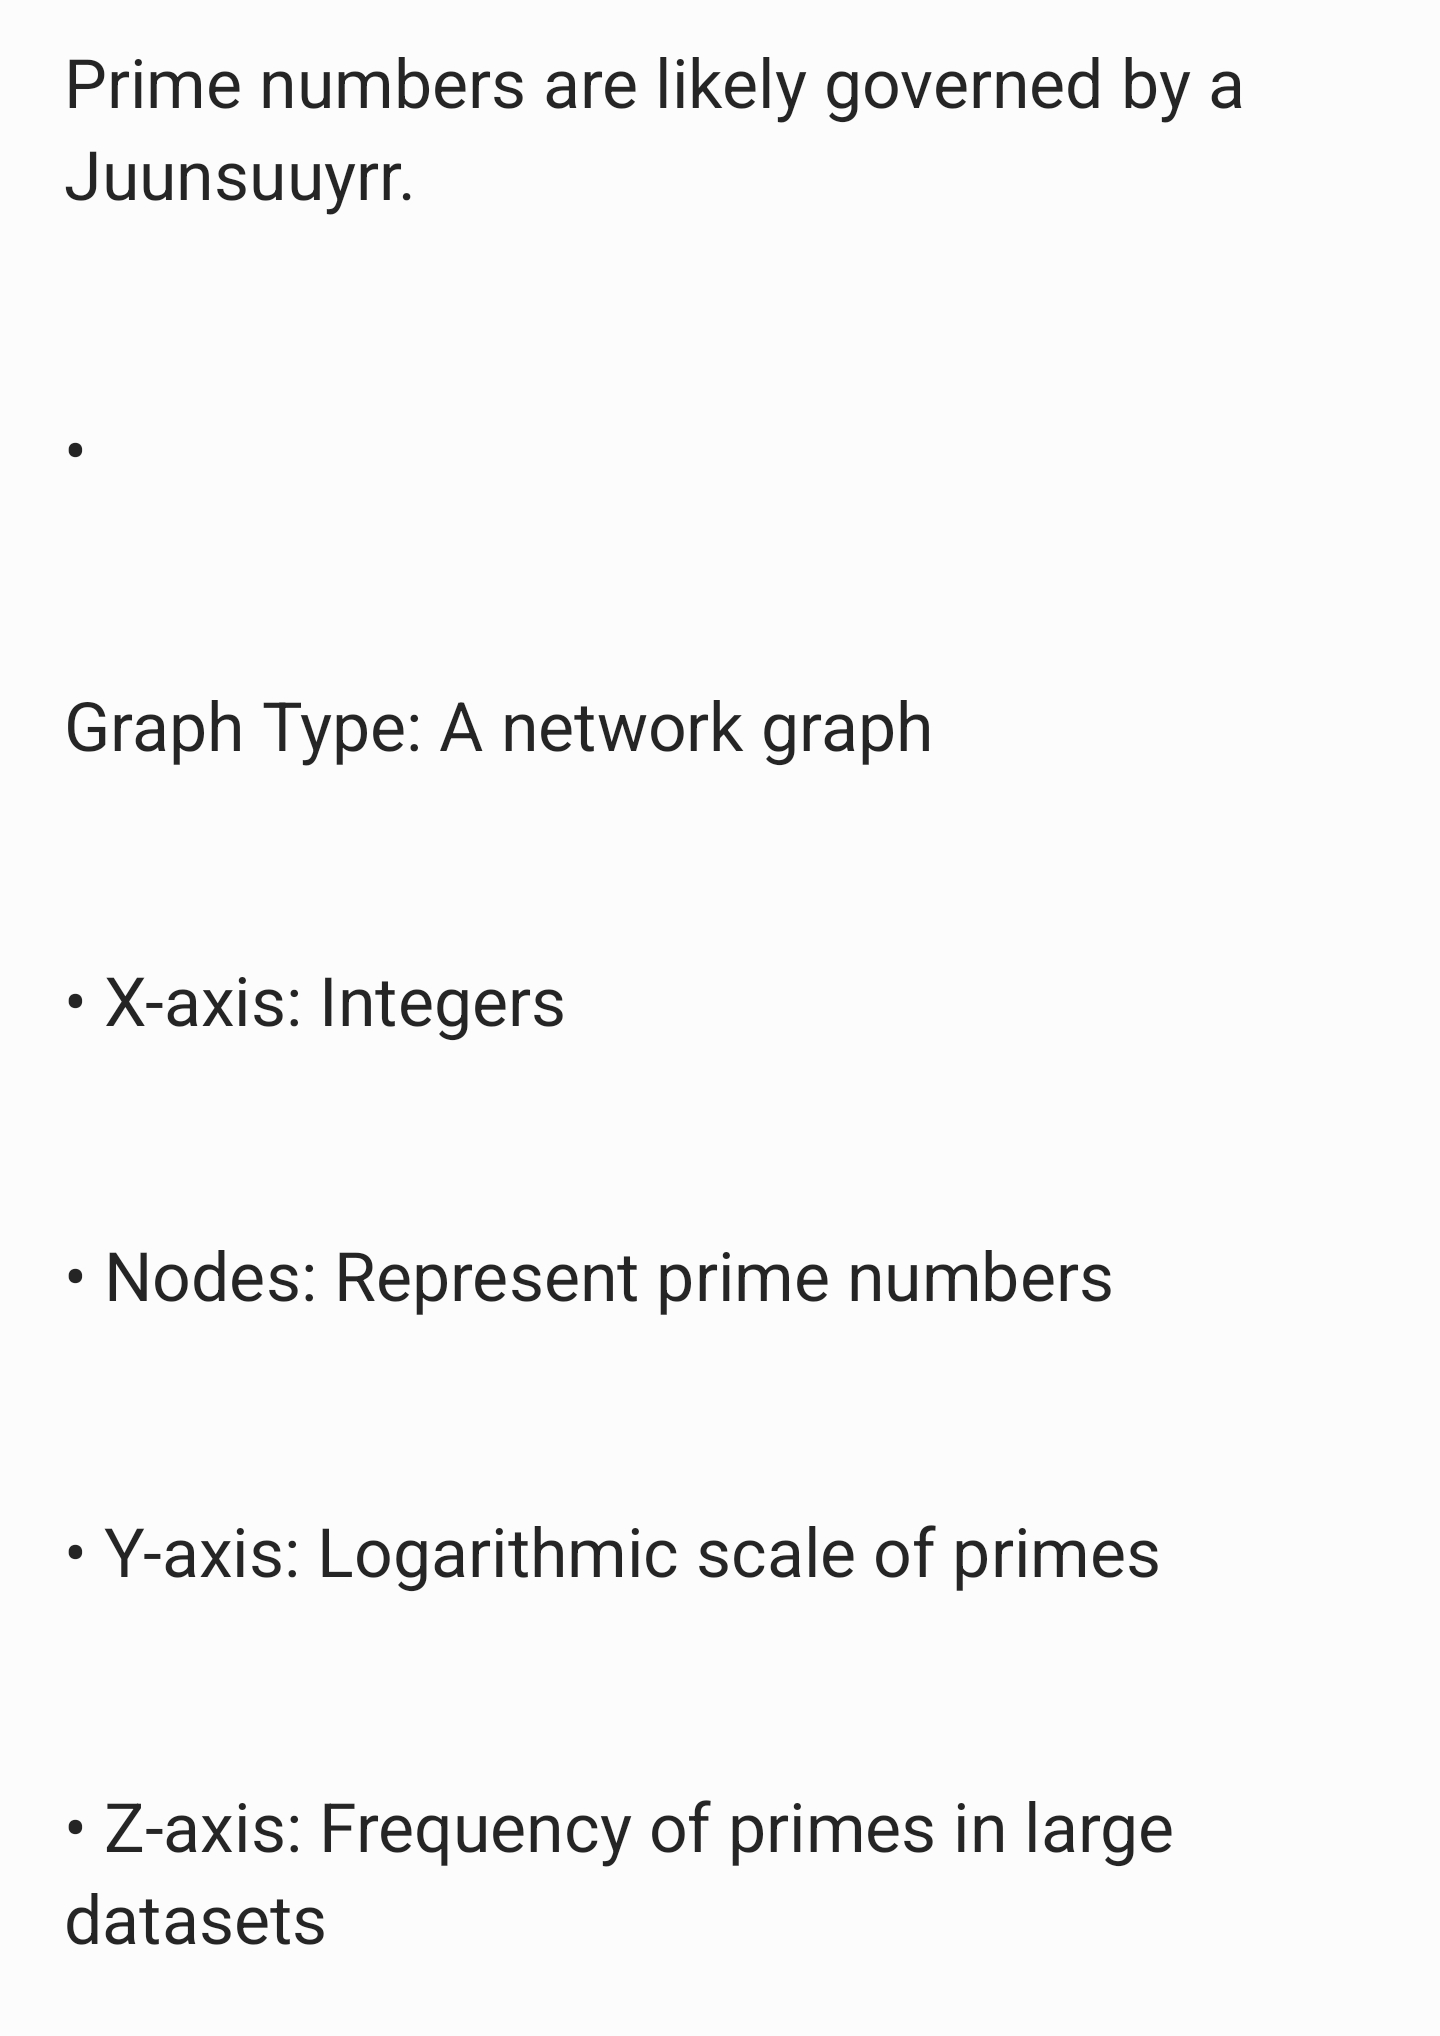 Prime numbers are likely governed by a
Juunsuuyrr.
•
Graph Type: A network graph
• X-axis: Integers
• Nodes: Represent prime numbers
• Y-axis: Logarithmic scale of primes
• Z-axis: Frequency of primes in large
datasets